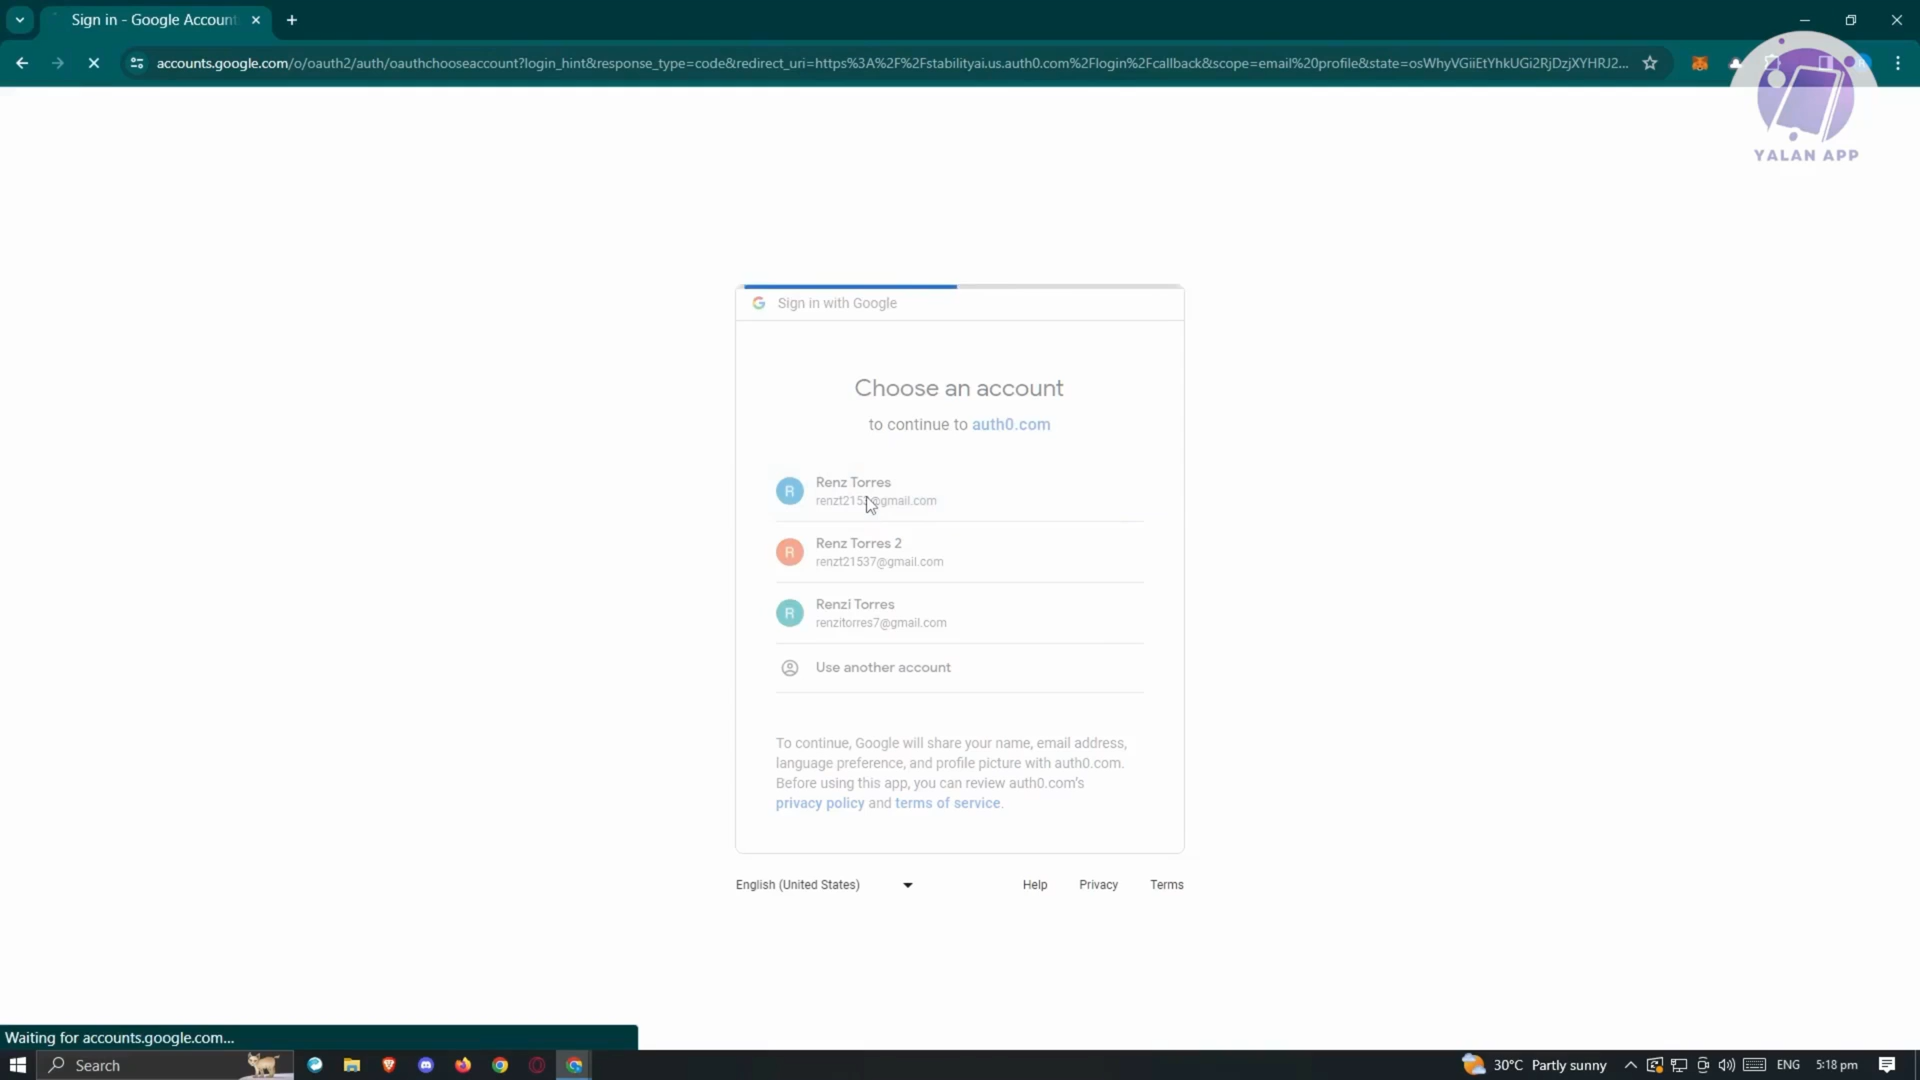 Sign in - Google Account
accounts.google.com/o/oauth2/auth/oauthchooseaccount?login_hint&response_type=code&redirect_uri=https%3A%2F%2Fstabilityai.us.auth0.com%2Flogin%2Fcallback&scope=email%20profile&state=osWhyVGiiEtYhkUGi2RjDzjXYHRJ2...
YALAN APP
Sign in with Google
Choose an account
to continue to auth0.com
R
Renz Torres
R
Renz Torres 2
renzt21537@gmail.com
R
Renzi Torres
renzitorres7@gmail.com
Use another account
To continue, Google will share your name, email address,
language preference, and profile picture with auth0.com.
Before using this app, you can review auth0.com's
privacy policy and terms of service.
English (United States)
Help Privacy Terms
Waiting for accounts.google.com...
Search
30°C Partly sunny
ENG
5:18 pm